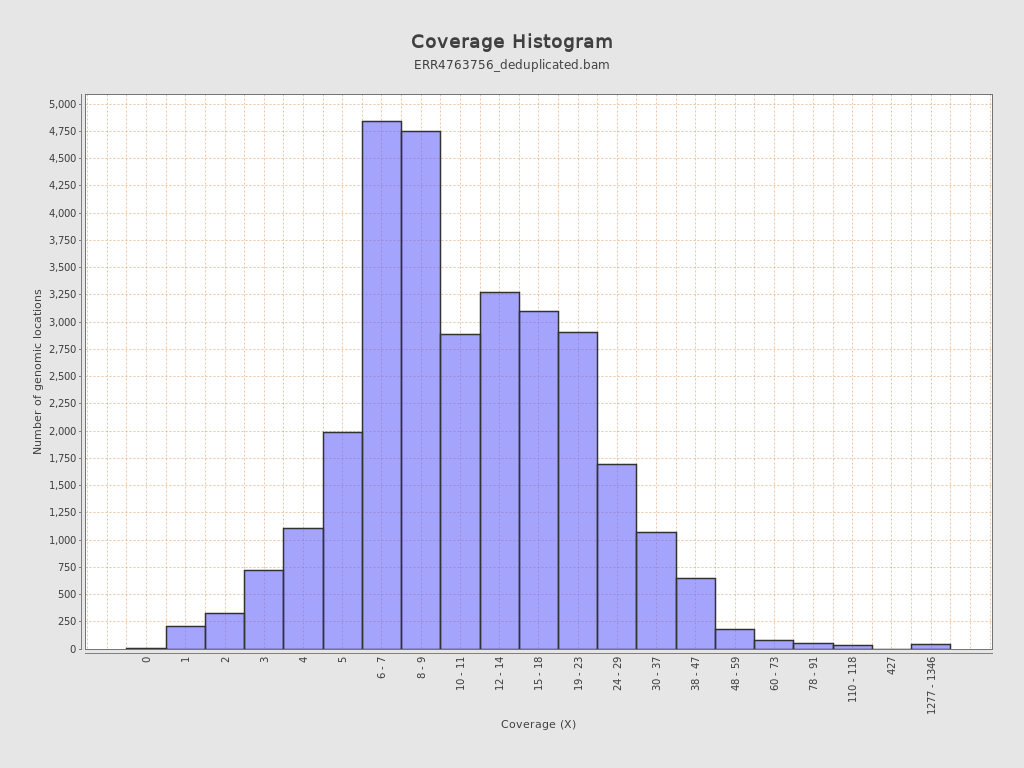 Coverage Histogram
ERR4763756_deduplicated.bam
Number of genomic locations
5,000
4,750
4,500
4,250
4,000
3,750
3,500
3,250
3,000
2,750
2,500
2,250
2,000
1,750
1,500
1,250
1,000
750
500
250
0
0
1
2
3
4
5
6 - 7
8 - 9
10 - 11
12 - 14
15 - 18
19 - 23
24 - 29
30 - 37
38 - 47
48 - 59
60 - 73
78 - 91
110 - 118
427
1277 - 1346
Coverage (X)